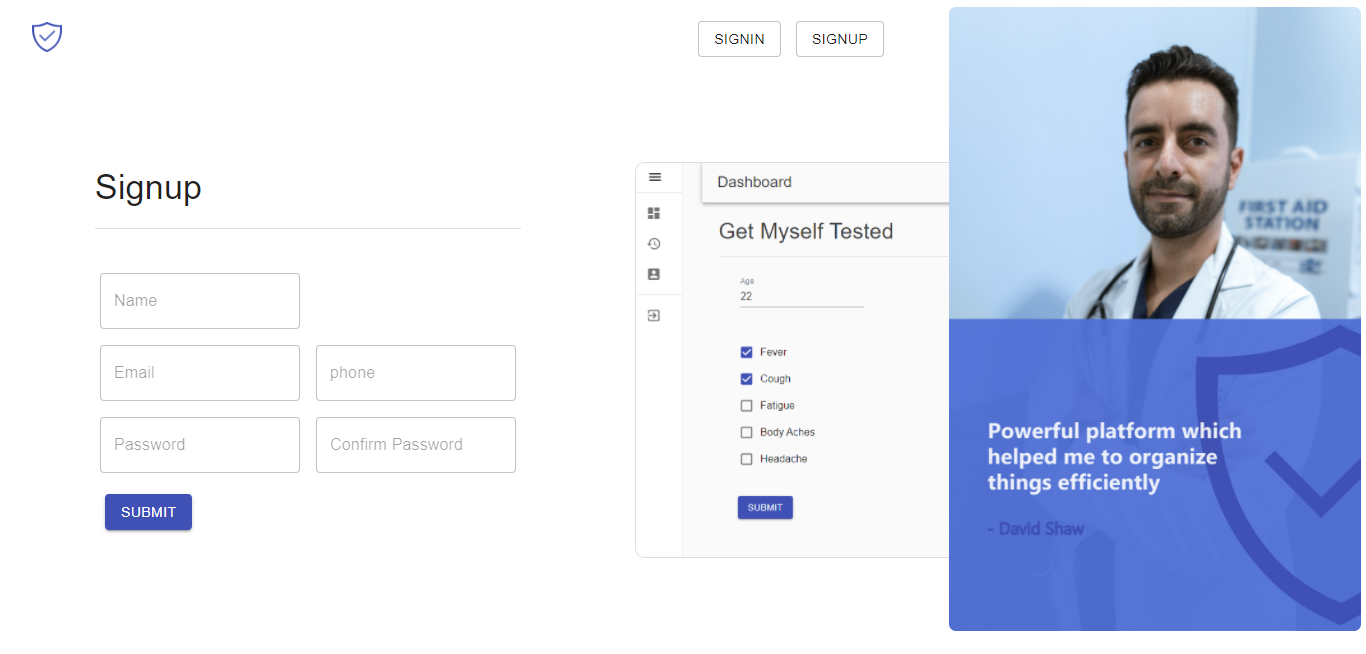 SIGNIN
SIGNUP
Signup
Name
Email
phone
Password
Confirm Password
SUBMIT
Dashboard
Get Myself Tested
Age
22
Fever
Cough
Fatigue
Body Aches
Headache
SUBMIT
FIRST AID
STATION
Powerful platform which
helped me to organize
things efficiently
- David Shaw